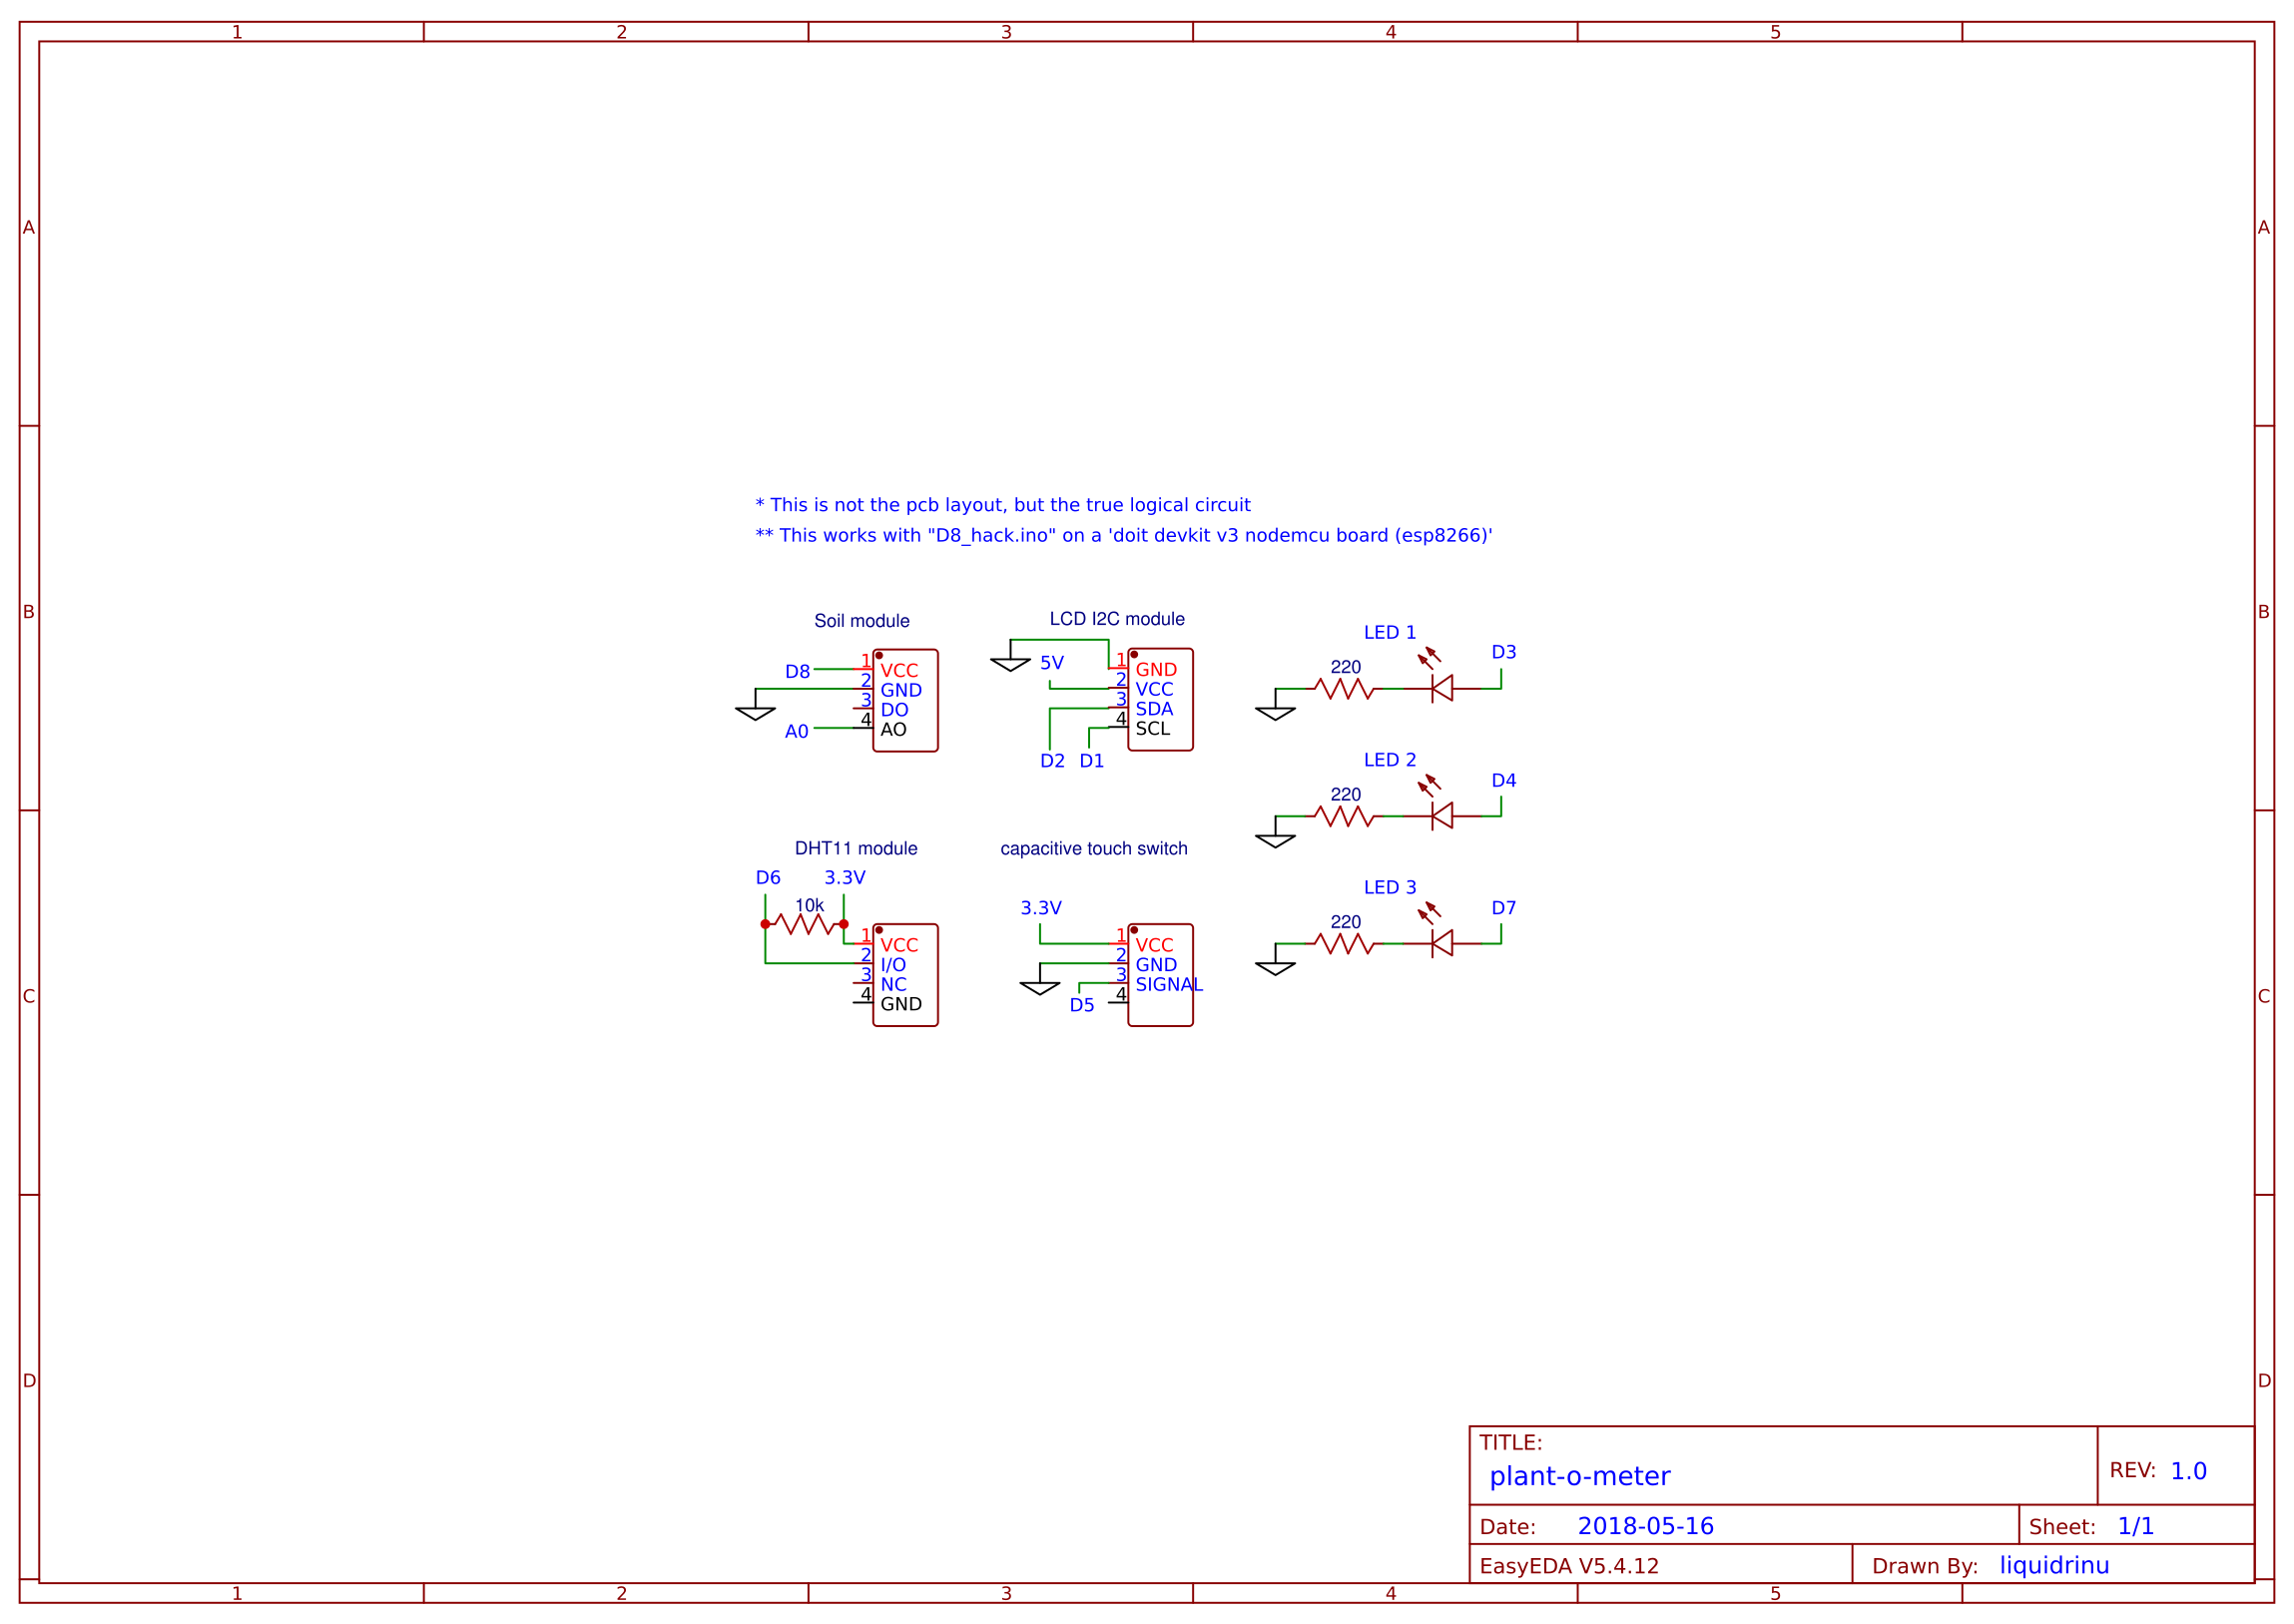 1 2 3 4 5
A A
* This is not the pcb layout, but the true logical circuit
** This works with "D8_hack.ino" on a 'doit devkit v3 nodemcu board (esp8266)'
B B
Soil module
D8
A0
1 VCC
2 GND
3 DO
4 AO
LCD I2C module
5V
D2 D1
1 GND
2 VCC
3 SDA
4 SCL
LED 1
220
D3
LED 2
220
D4
DHT11 module
D6 3.3V
10k
1 VCC
2 I/O
3 NC
4 GND
capacitive touch switch
3.3V
D5
1 VCC
2 GND
3 SIGNAL
4
LED 3
220
D7
C C
D D
TITLE:
plant-o-meter
REV: 1.0
Date: 2018-05-16
Sheet: 1/1
EasyEDA V5.4.12
Drawn By: liquidrinu
1 2 3 4 5